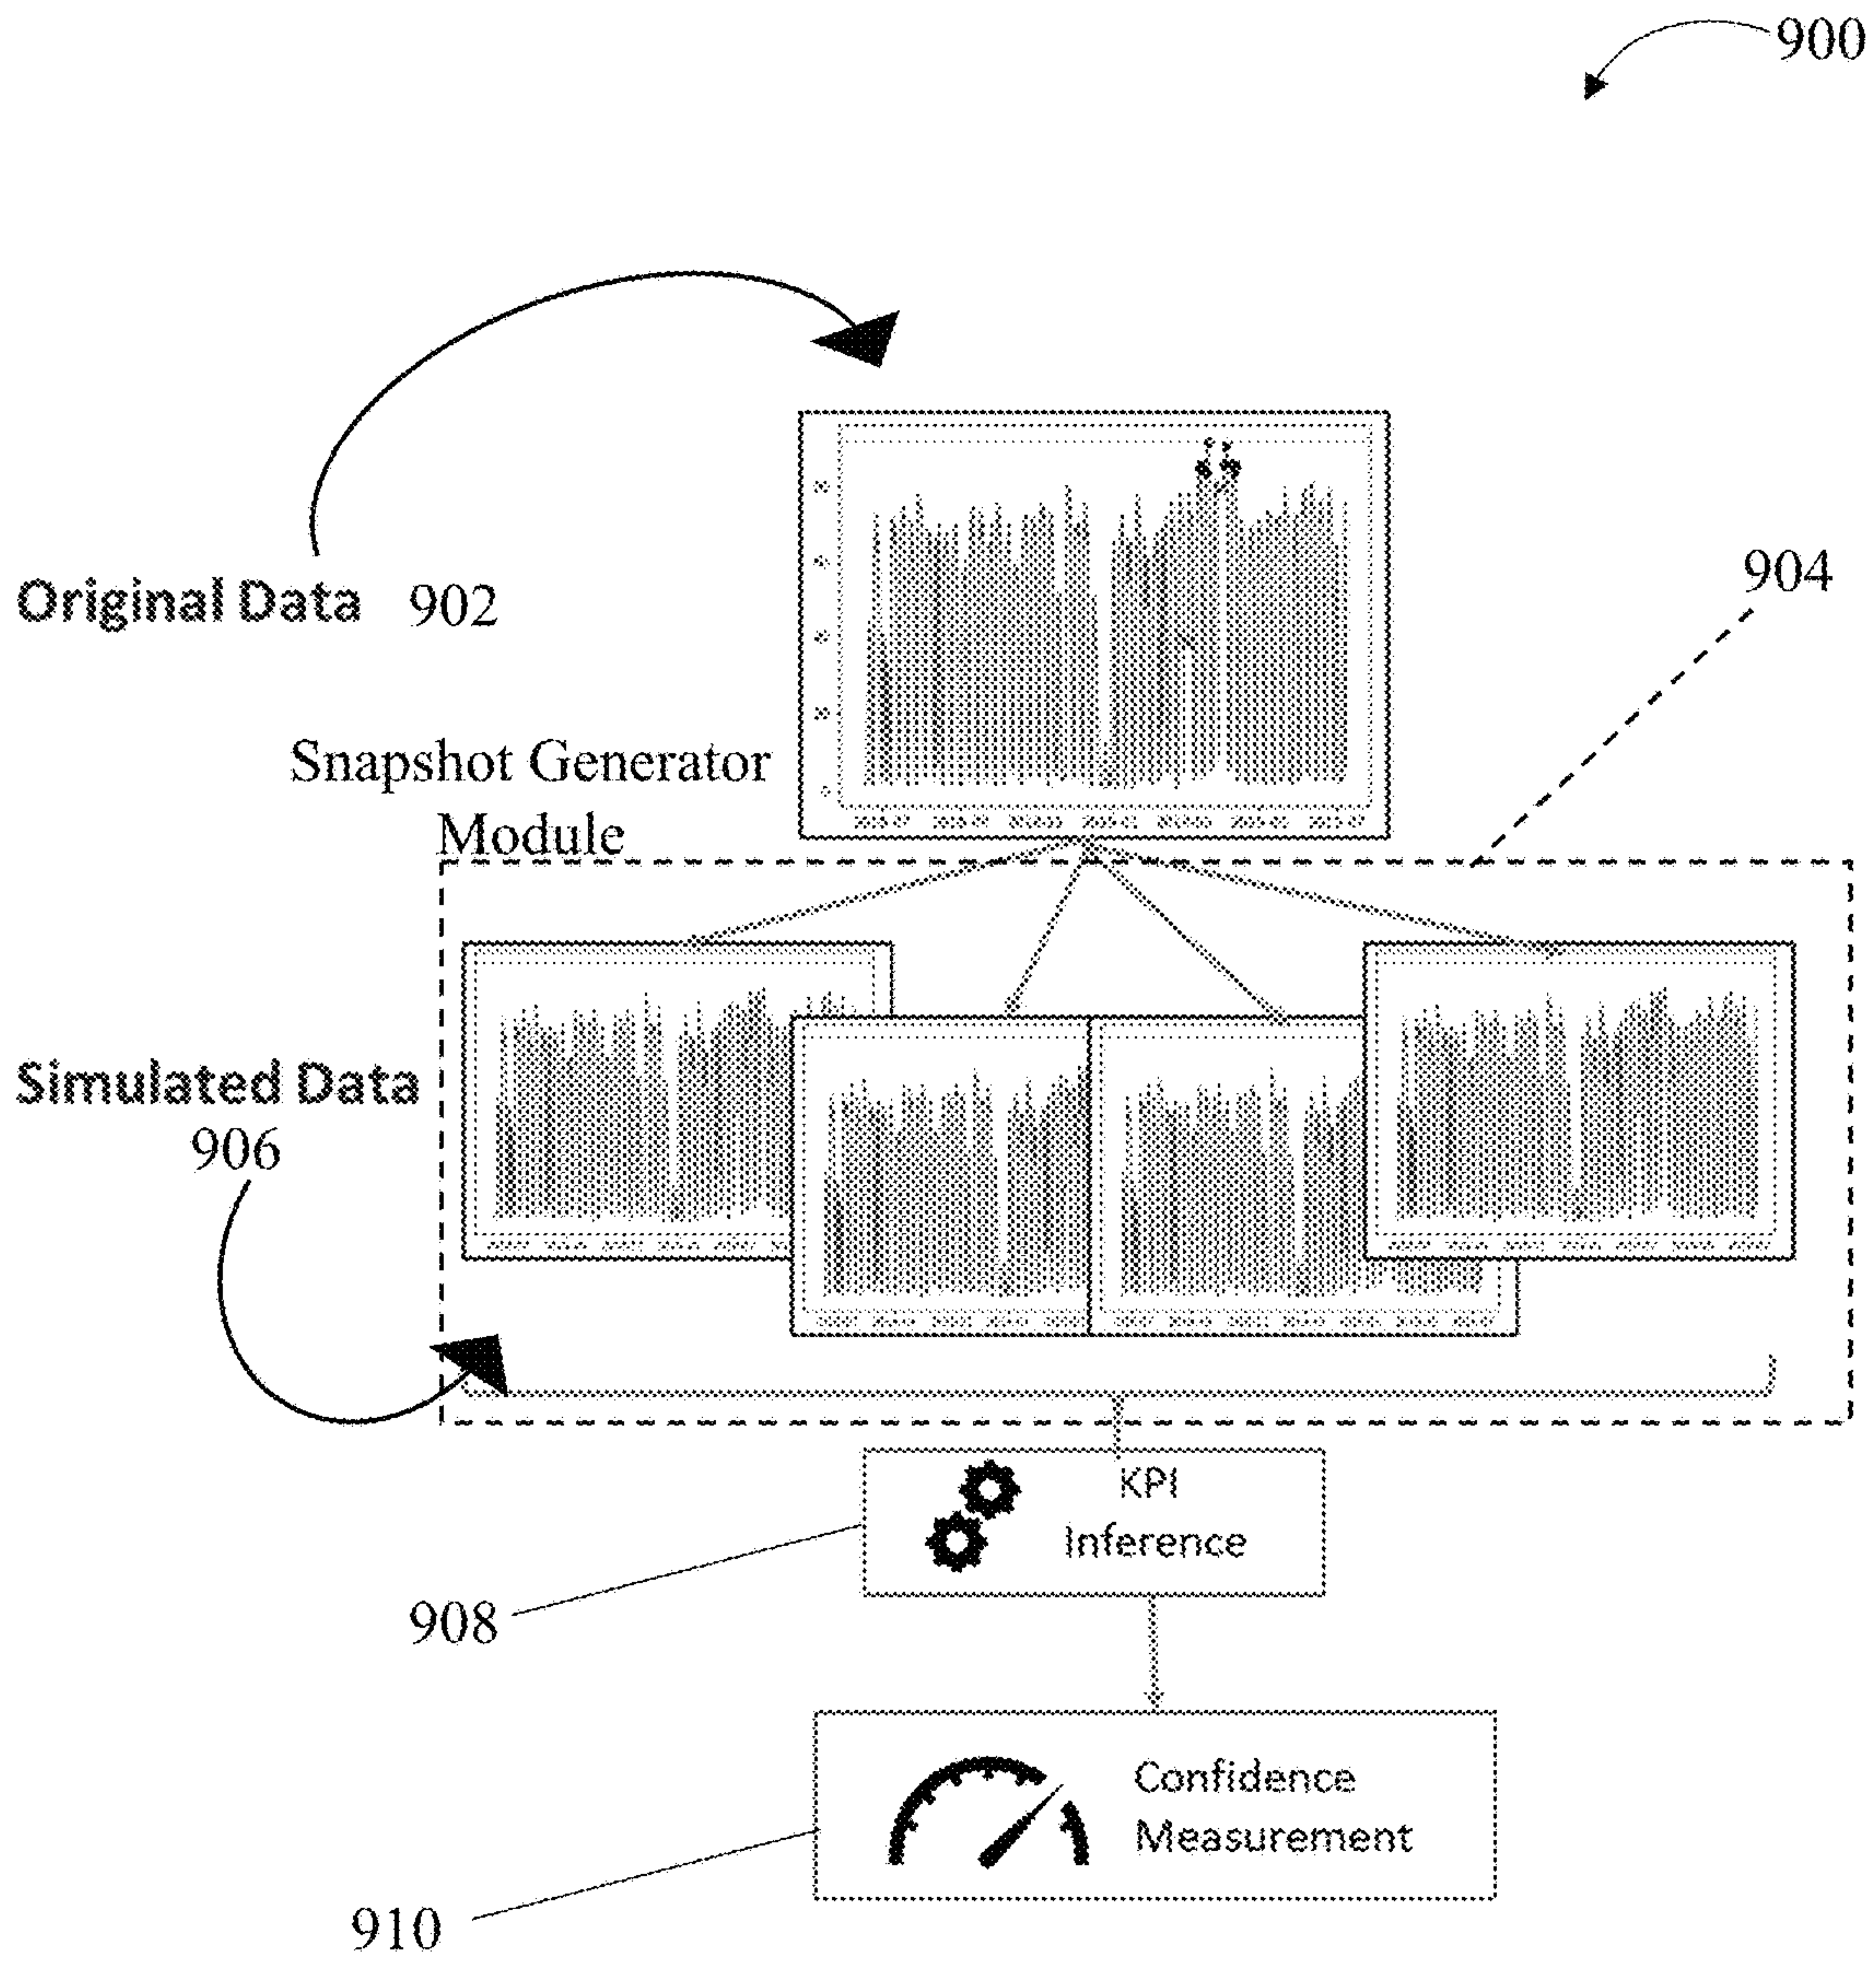 900
Original Data 902
904
Snapshot Generator
Module
Simulated Data
906
KPI
Inference
908
Confidence
Measurement
910